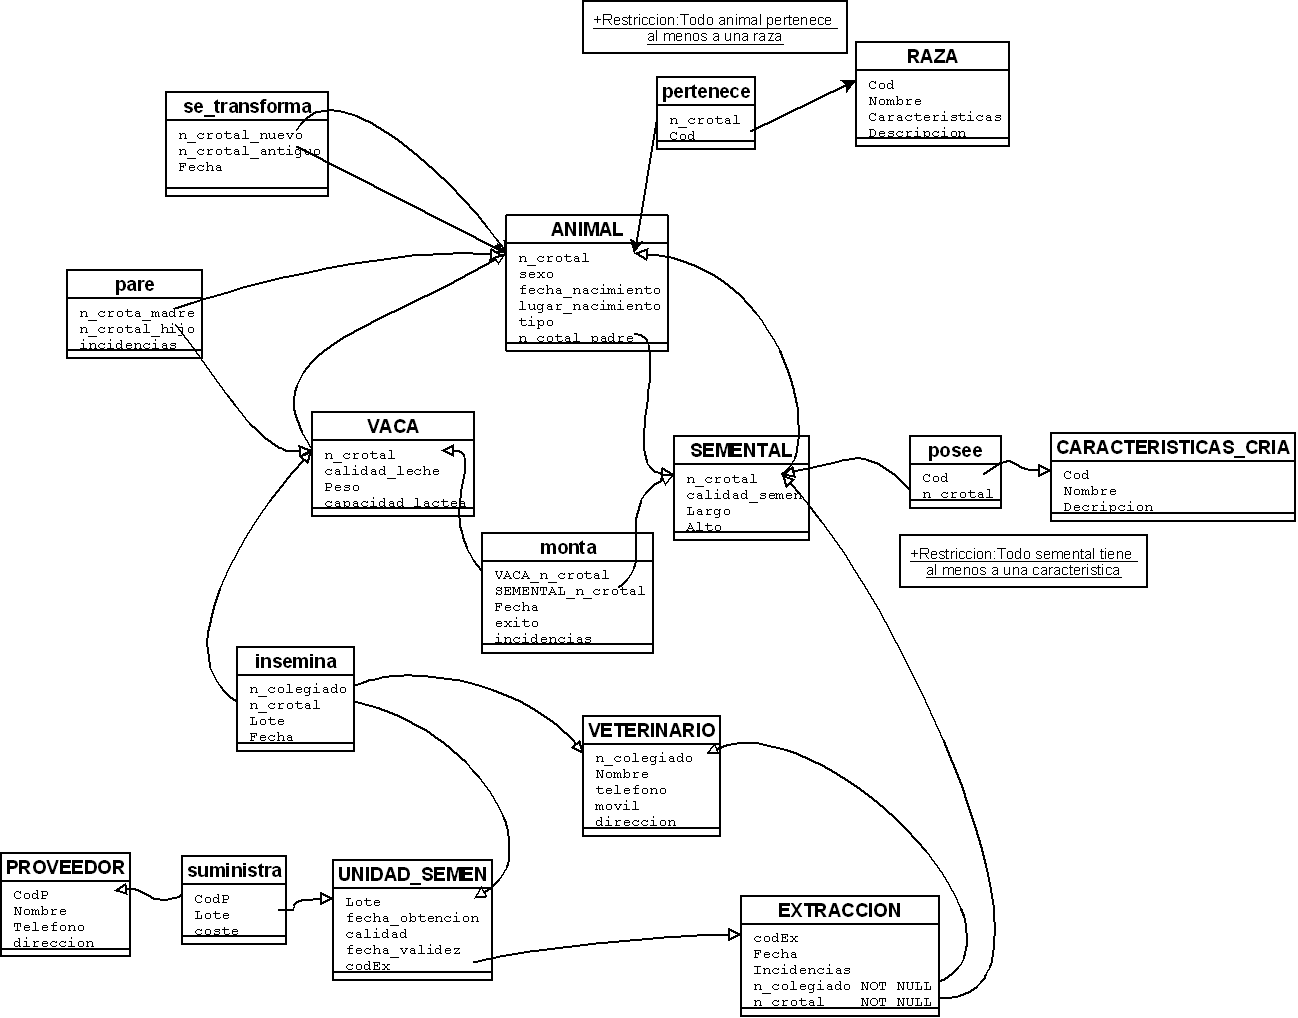 +Restriccion:Todo animal pertenece
al menos a una raza
RAZA
Cod
Nombre
Caracteristicas
Descripcion
pertenece
n_crotal
Cod
se_transforma
n_crotal_nuevo
n_crotal_antiguo
Fecha
ANIMAL
n_crotal
sexo
fecha_nacimiento
lugar_nacimiento
tipo
n_cotal_padre
pare
n_crota_madre
n_crotal_hijo
incidencias
VACA
n_crotal
calidad_leche
Peso
capacidad_lactea
SEMENTAL
n_crotal
calidad_semen
Largo
Alto
posee
Cod
n_crotal
CARACTERISTICAS_CRIA
Cod
Nombre
Decripcion
+Restriccion:Todo semental tiene
al menos a una caracteristica
monta
VACA_n_crotal
SEMENTAL_n_crotal
Fecha
exito
incidencias
insemina
n_colegiado
n_crotal
Lote
Fecha
VETERINARIO
n_colegiado
Nombre
telefono
movil
direccion
PROVEEDOR
CodP
Nombre
Telefono
direccion
suministra
CodP
Lote
coste
UNIDAD_SEMEN
Lote
fecha_obtencion
calidad
fecha_validez
codEx
EXTRACCION
codEx
Fecha
Incidencias
n_colegiado NOT NULL
n_crotal NOT NULL